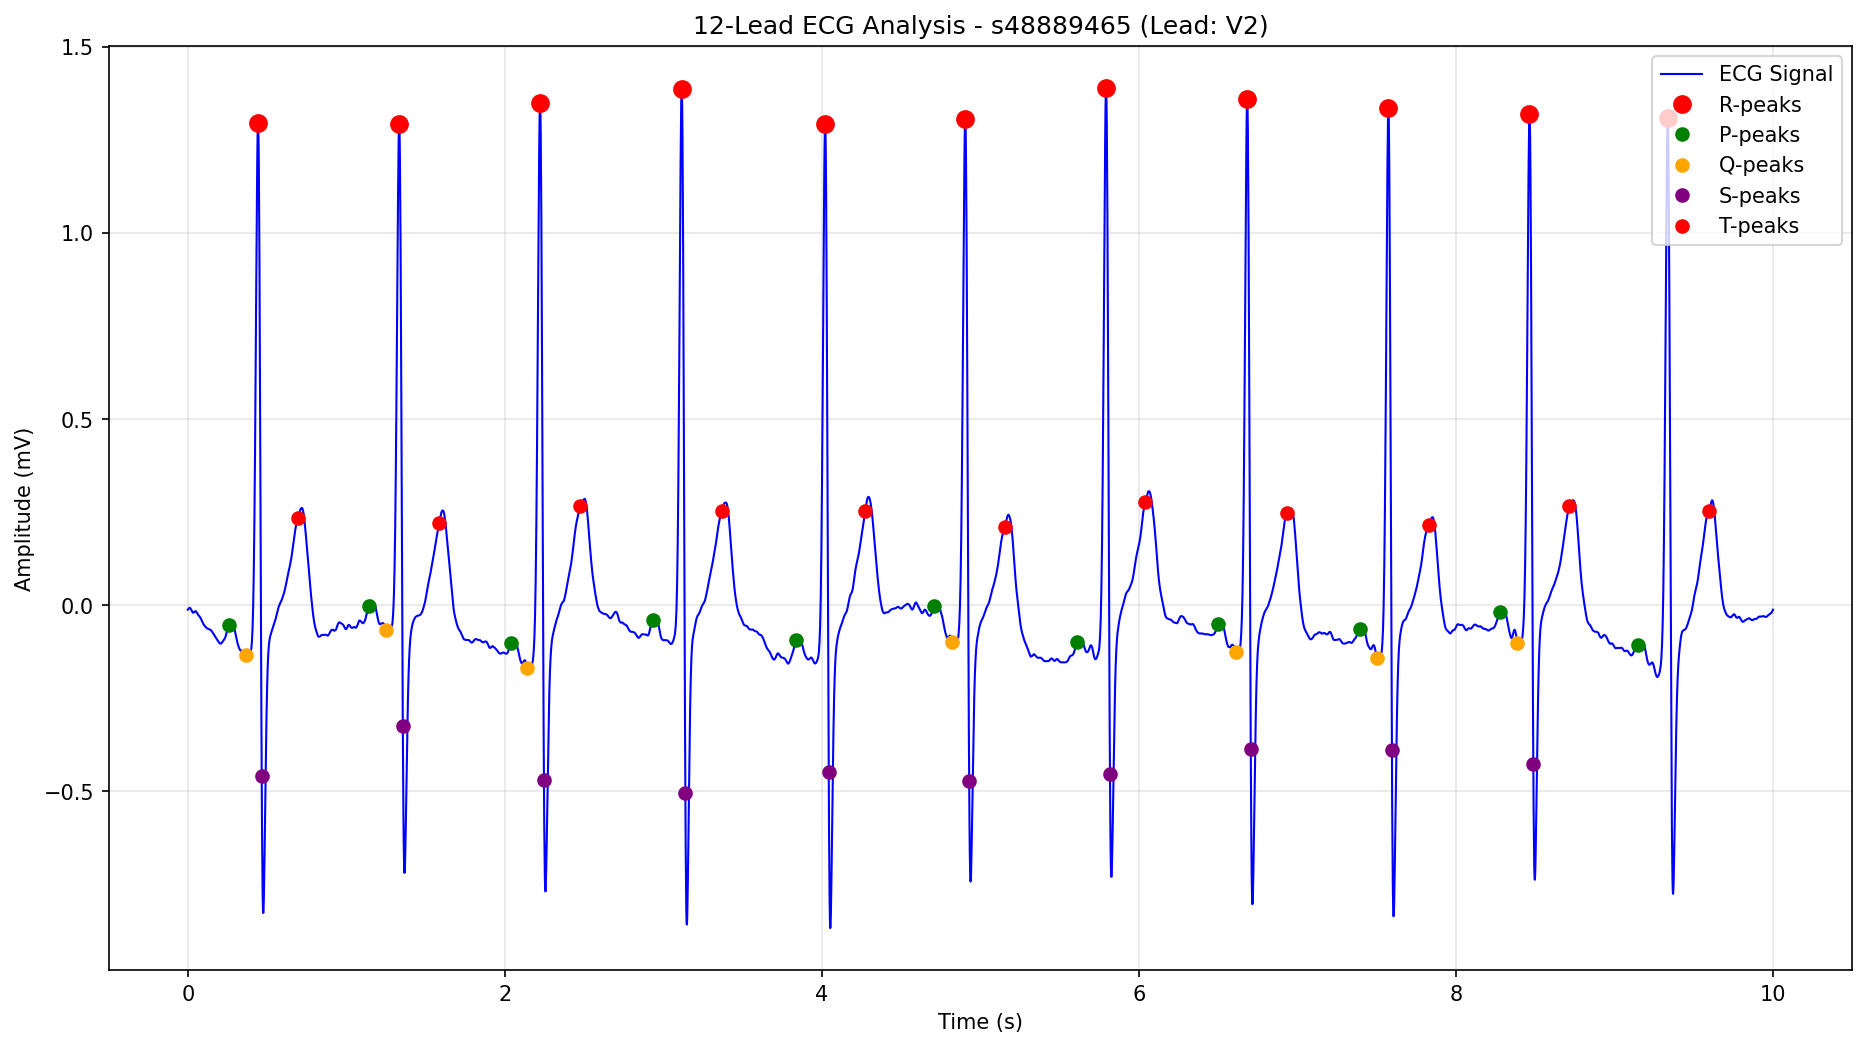 12-Lead ECG Analysis - s48889465 (Lead: V2)
1.5
1.0
0.5
0.0
−0.5
Amplitude (mV)
ECG Signal
R-peaks
P-peaks
Q-peaks
S-peaks
T-peaks
0 2 4 6 8 10
Time (s)